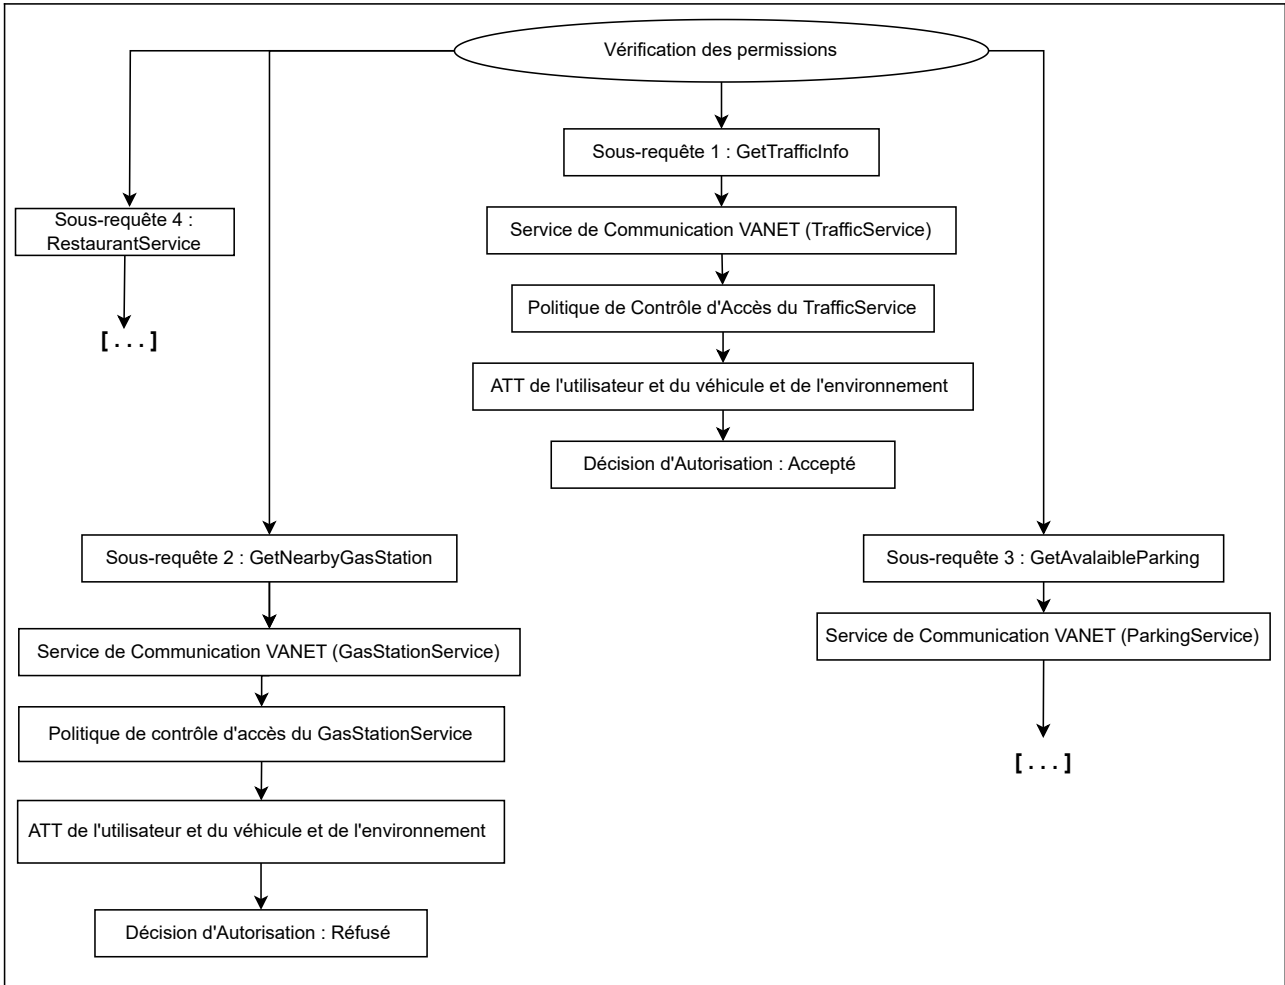 Vérification des permissions
Sous-requête 1 : GetTrafficInfo
Service de Communication VANET (TrafficService)
Politique de Contrôle d'Accès du TrafficService
ATT de l'utilisateur et du véhicule et de l'environnement
Décision d'Autorisation : Accepté
Sous-requête 4 :
RestaurantService
[ . . . ]
Sous-requête 2 : GetNearbyGasStation
Service de Communication VANET (GasStationService)
Politique de contrôle d'accès du GasStationService
ATT de l'utilisateur et du véhicule et de l'environnement
Décision d'Autorisation : Réfusé
Sous-requête 3 : GetAvalaibleParking
Service de Communication VANET (ParkingService)
[ . . . ]